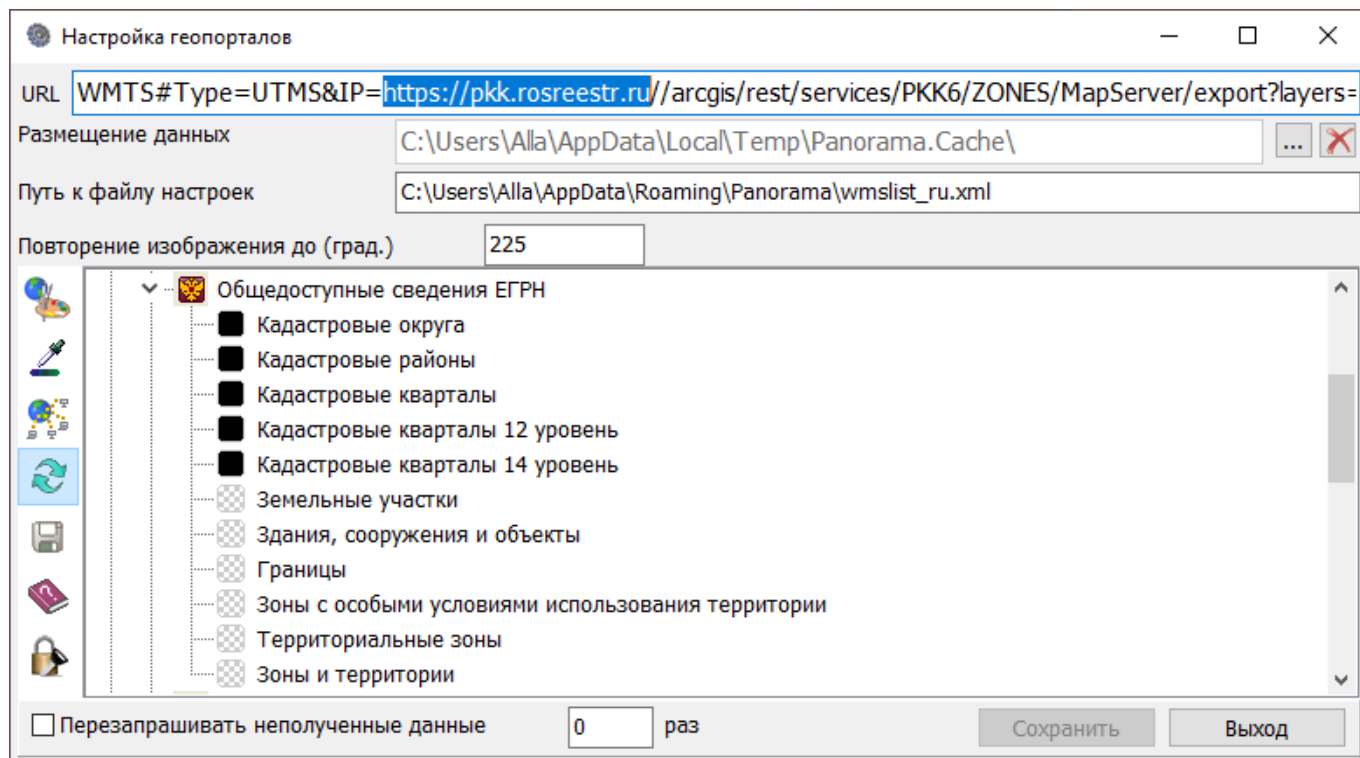 Настройка геопорталов
URL WMTS#Type=UTMS&IP=https://pkk.rosreestr.ru//arcgis/rest/services/PKK6/ZONES/MapServer/export?layers=
Размещение данных C:\Users\Alla\AppData\Local\Temp\Panorama.Cache\ ...
Путь к файлу настроек C:\Users\Alla\AppData\Roaming\Panorama\wmslist_ru.xml
Повторение изображения до (град.) 225
Общедоступные сведения ЕГРН
Кадастровые округа
Кадастровые районы
Кадастровые кварталы
Кадастровые кварталы 12 уровень
Кадастровые кварталы 14 уровень
Земельные участки
Здания, сооружения и объекты
Границы
Зоны с особыми условиями использования территории
Территориальные зоны
Зоны и территории
Перезапрашивать неполученные данные 0 раз Сохранить Выход